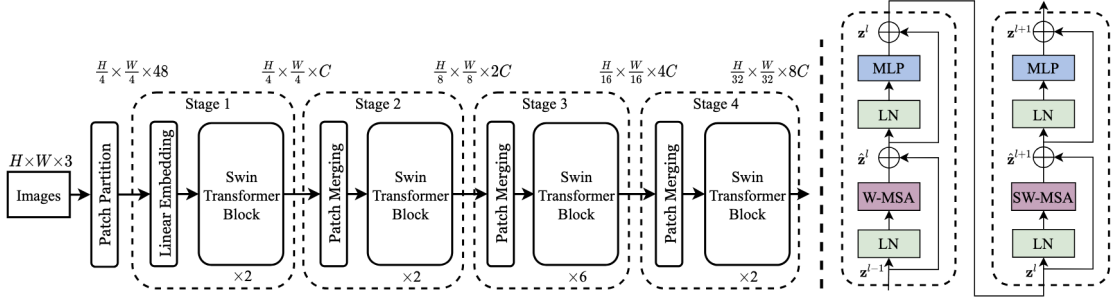 H×W×3
Images
H/4 × W/4 × 48
Patch Partition
H/4 × W/4 × C
Stage 1
Linear Embedding
Swin
Transformer
Block
×2
H/8 × W/8 × 2C
Stage 2
Patch Merging
Swin
Transformer
Block
×2
H/16 × W/16 × 4C
Stage 3
Patch Merging
Swin
Transformer
Block
×6
H/32 × W/32 × 8C
Stage 4
Patch Merging
Swin
Transformer
Block
×2
z^l
MLP
LN
ẑ^l
W-MSA
LN
z^{l-1}
z^{l+1}
MLP
LN
ẑ^{l+1}
SW-MSA
LN
z^l